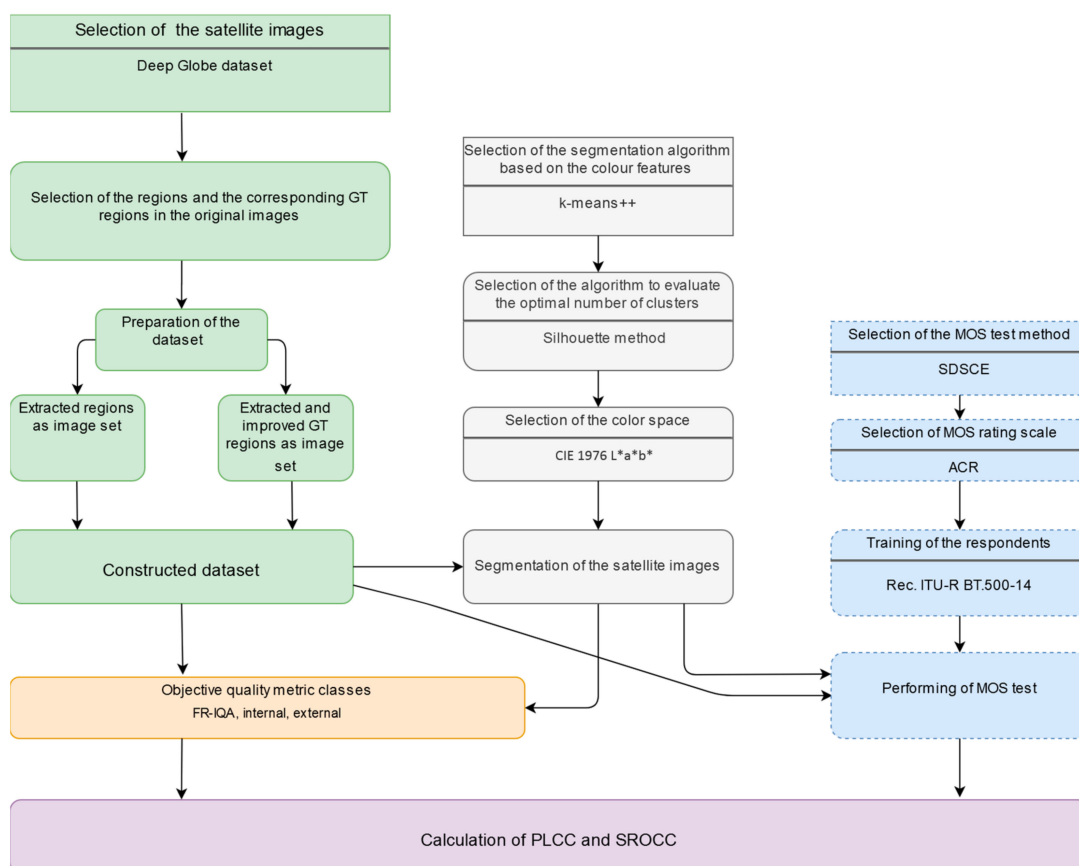 Selection of the satellite images
Deep Globe dataset
Selection of the regions and the corresponding GT
regions in the original images
Preparation of the
dataset
Extracted regions
as image set
Extracted and
improved GT
regions as image
set
Constructed dataset
Selection of the segmentation algorithm
based on the colour features
k-means++
Selection of the algorithm to evaluate
the optimal number of clusters
Silhouette method
Selection of the color space
CIE 1976 L*a*b*
Segmentation of the satellite images
Selection of the MOS test method
SDSCE
Selection of MOS rating scale
ACR
Training of the respondents
Rec. ITU-R BT.500-14
Performing of MOS test
Objective quality metric classes
FR-IQA, internal, external
Calculation of PLCC and SROCC